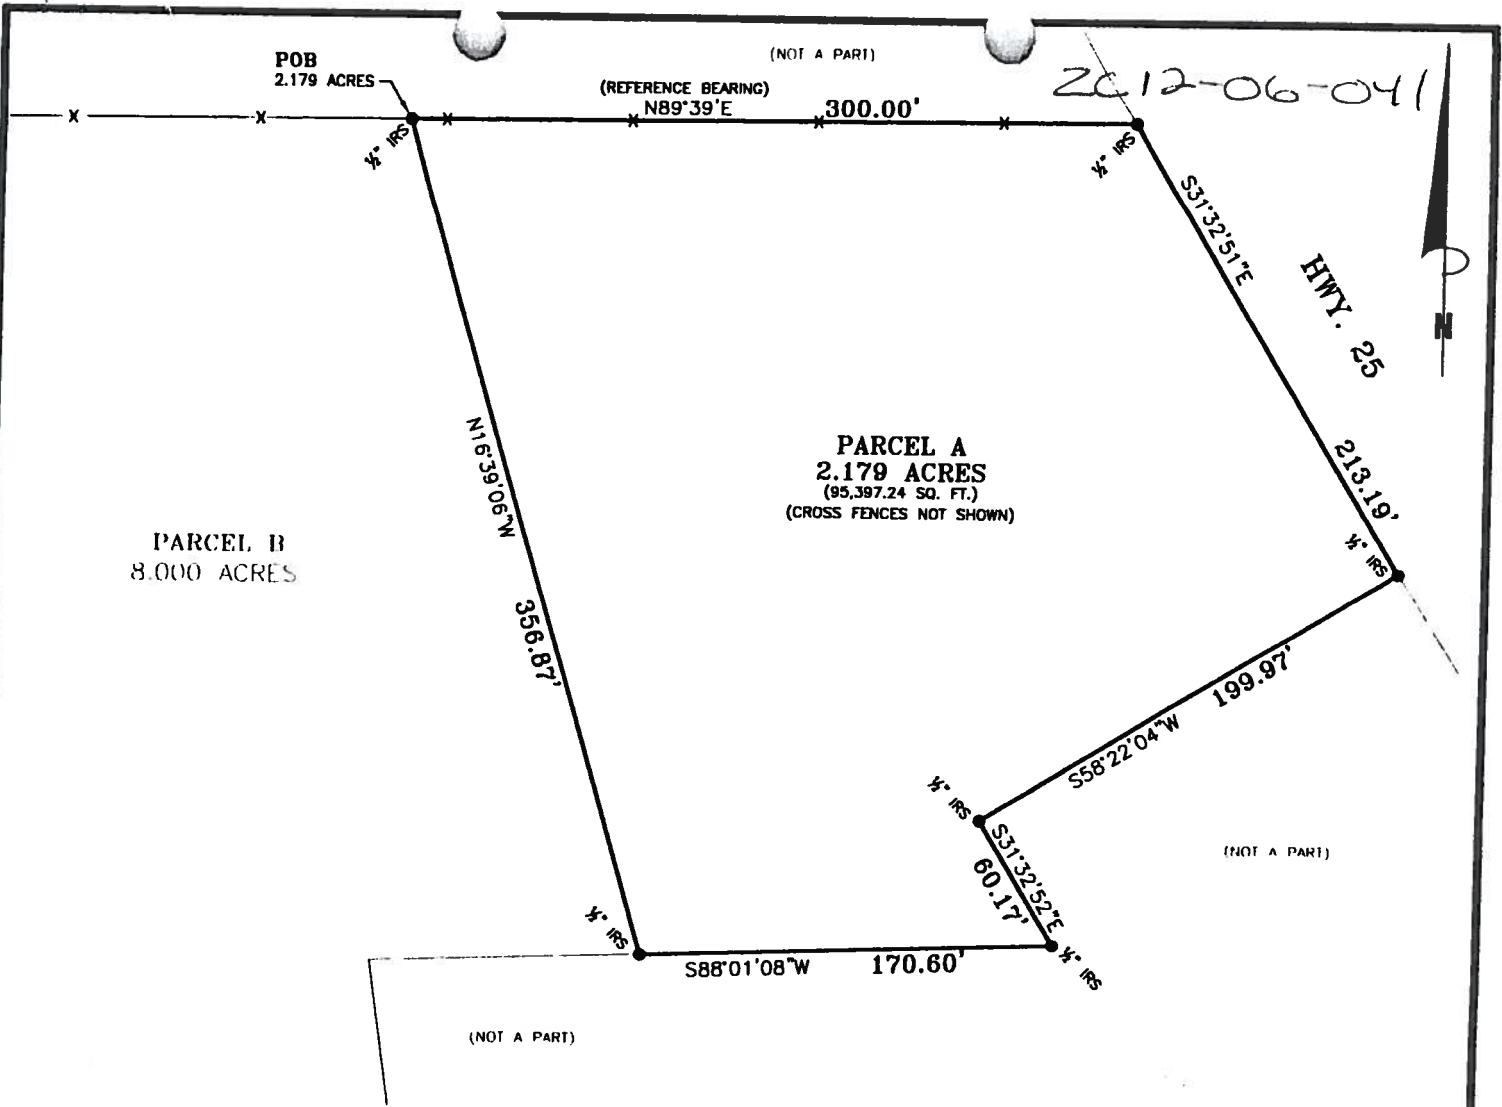 (NOT A PART)
ZC12-06-041
POB
2.179 ACRES
(REFERENCE BEARING)
N89°39'E 300.00'
½" IRS
½" IRS
S31°32'51"E
HWY. 25
N
213.19'
½" IRS
N16°39'06"W
356.87'
PARCEL A
2.179 ACRES
(95,397.24 SQ. FT.)
(CROSS FENCES NOT SHOWN)
PARCEL B
8.000 ACRES
199.97'
S58°22'04"W
½" IRS
S31°32'52"E
60.17'
(NOT A PART)
½" IRS
½" IRS
S88°01'08"W 170.60'
(NOT A PART)